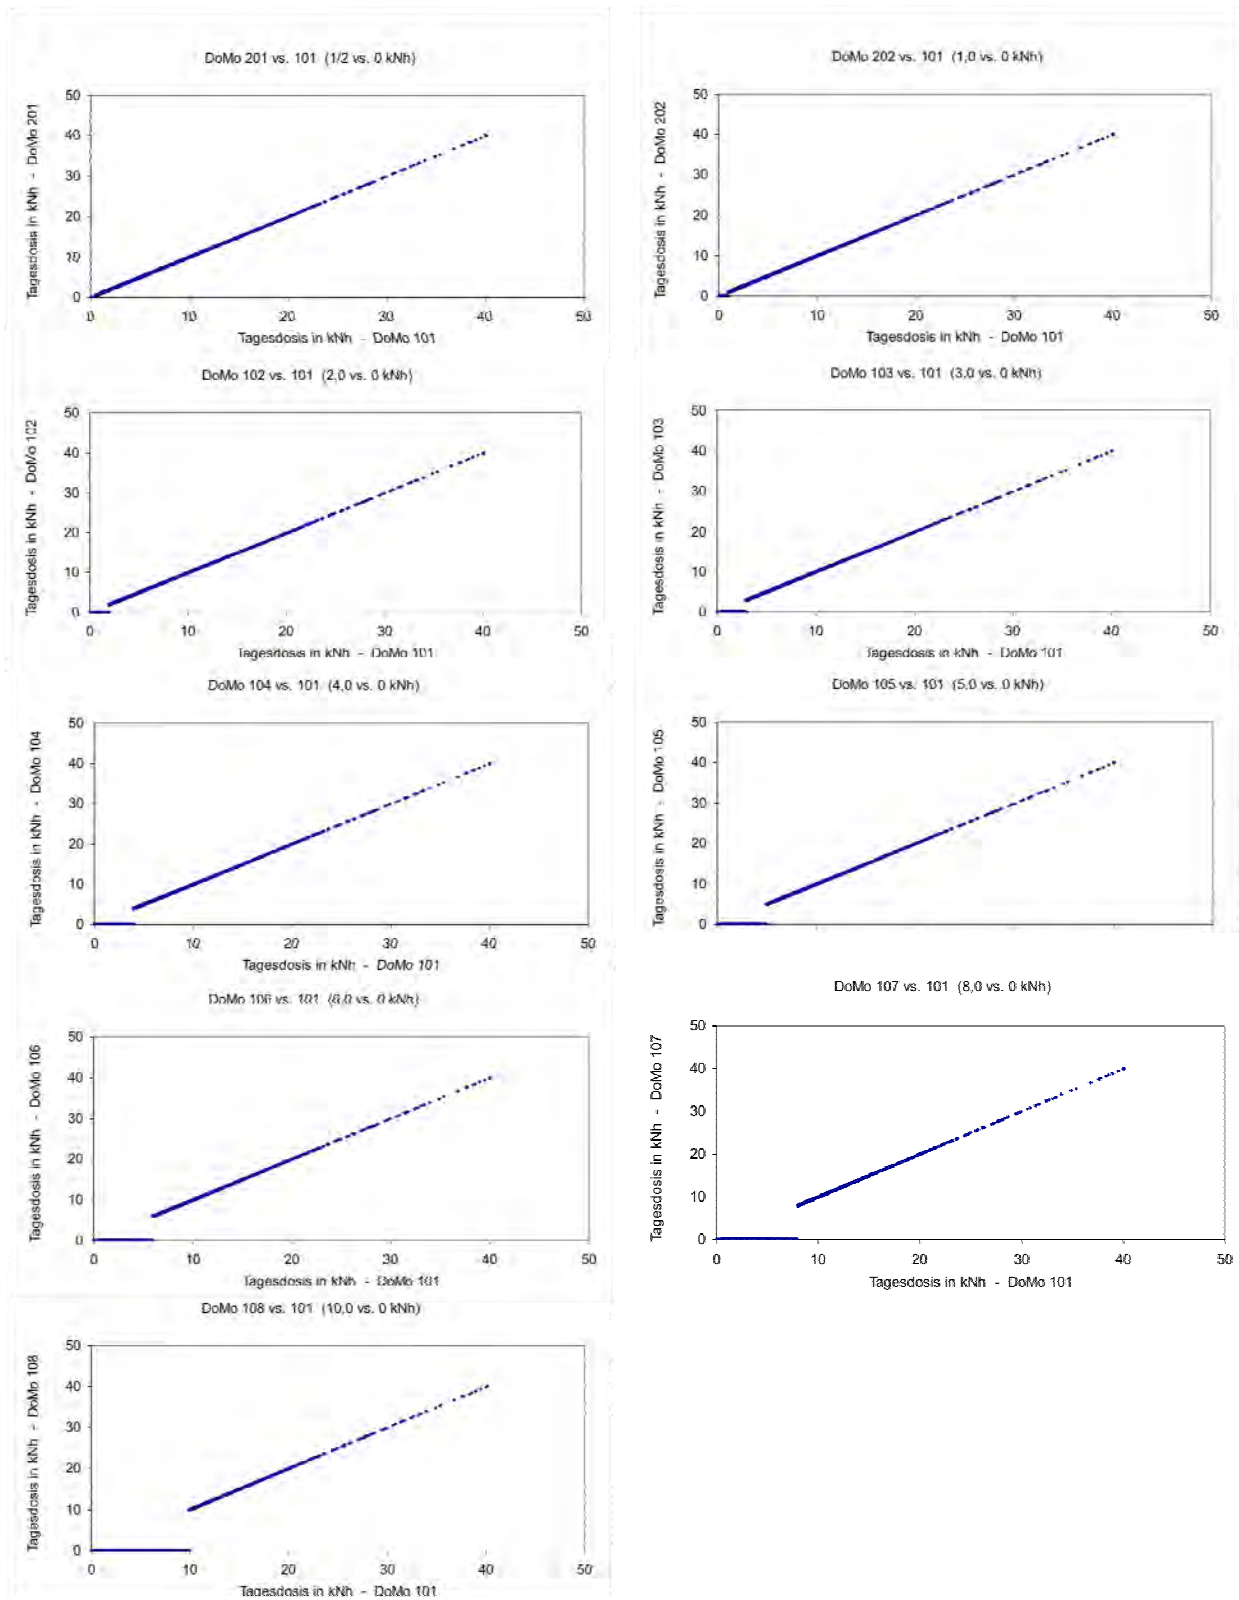 DoMo 201 vs. 101 (1/2 vs. 0 kNh)
Tagesdosis in kNh - DoMo 201
50
40
30
20
10
0
0 10 20 30 40 50
Tagesdosis in kNh - DoMo 101
DoMo 202 vs. 101 (1,0 vs. 0 kNh)
Tagesdosis in kNh - DoMo 202
50
40
30
20
10
0
0 10 20 30 40 50
Tagesdosis in kNh - DoMo 101
DoMo 102 vs. 101 (2,0 vs. 0 kNh)
Tagesdosis in kNh - DoMo 102
50
40
30
20
10
0
0 10 20 30 40 50
Tagesdosis in kNh - DoMo 101
DoMo 103 vs. 101 (3,0 vs. 0 kNh)
Tagesdosis in kNh - DoMo 103
50
40
30
20
10
0
0 10 20 30 40 50
Tagesdosis in kNh - DoMo 101
DoMo 104 vs. 101 (4,0 vs. 0 kNh)
Tagesdosis in kNh - DoMo 104
50
40
30
20
10
0
0 10 20 30 40 50
Tagesdosis in kNh - DoMo 101
DoMo 105 vs. 101 (5,0 vs. 0 kNh)
Tagesdosis in kNh - DoMo 105
50
40
30
20
10
0
DoMo 106 vs. 101 (6,0 vs. 0 kNh)
Tagesdosis in kNh - DoMo 106
50
40
30
20
10
0
0 10 20 30 40 50
Tagesdosis in kNh - DoMo 101
DoMo 107 vs. 101 (8,0 vs. 0 kNh)
Tagesdosis in kNh - DoMo 107
50
40
30
20
10
0
0 10 20 30 40 50
Tagesdosis in kNh - DoMo 101
DoMo 108 vs. 101 (10,0 vs. 0 kNh)
Tagesdosis in kNh - DoMo 108
50
40
30
20
10
0
0 10 20 30 40 50
Tagesdosis in kNh - DoMo 101